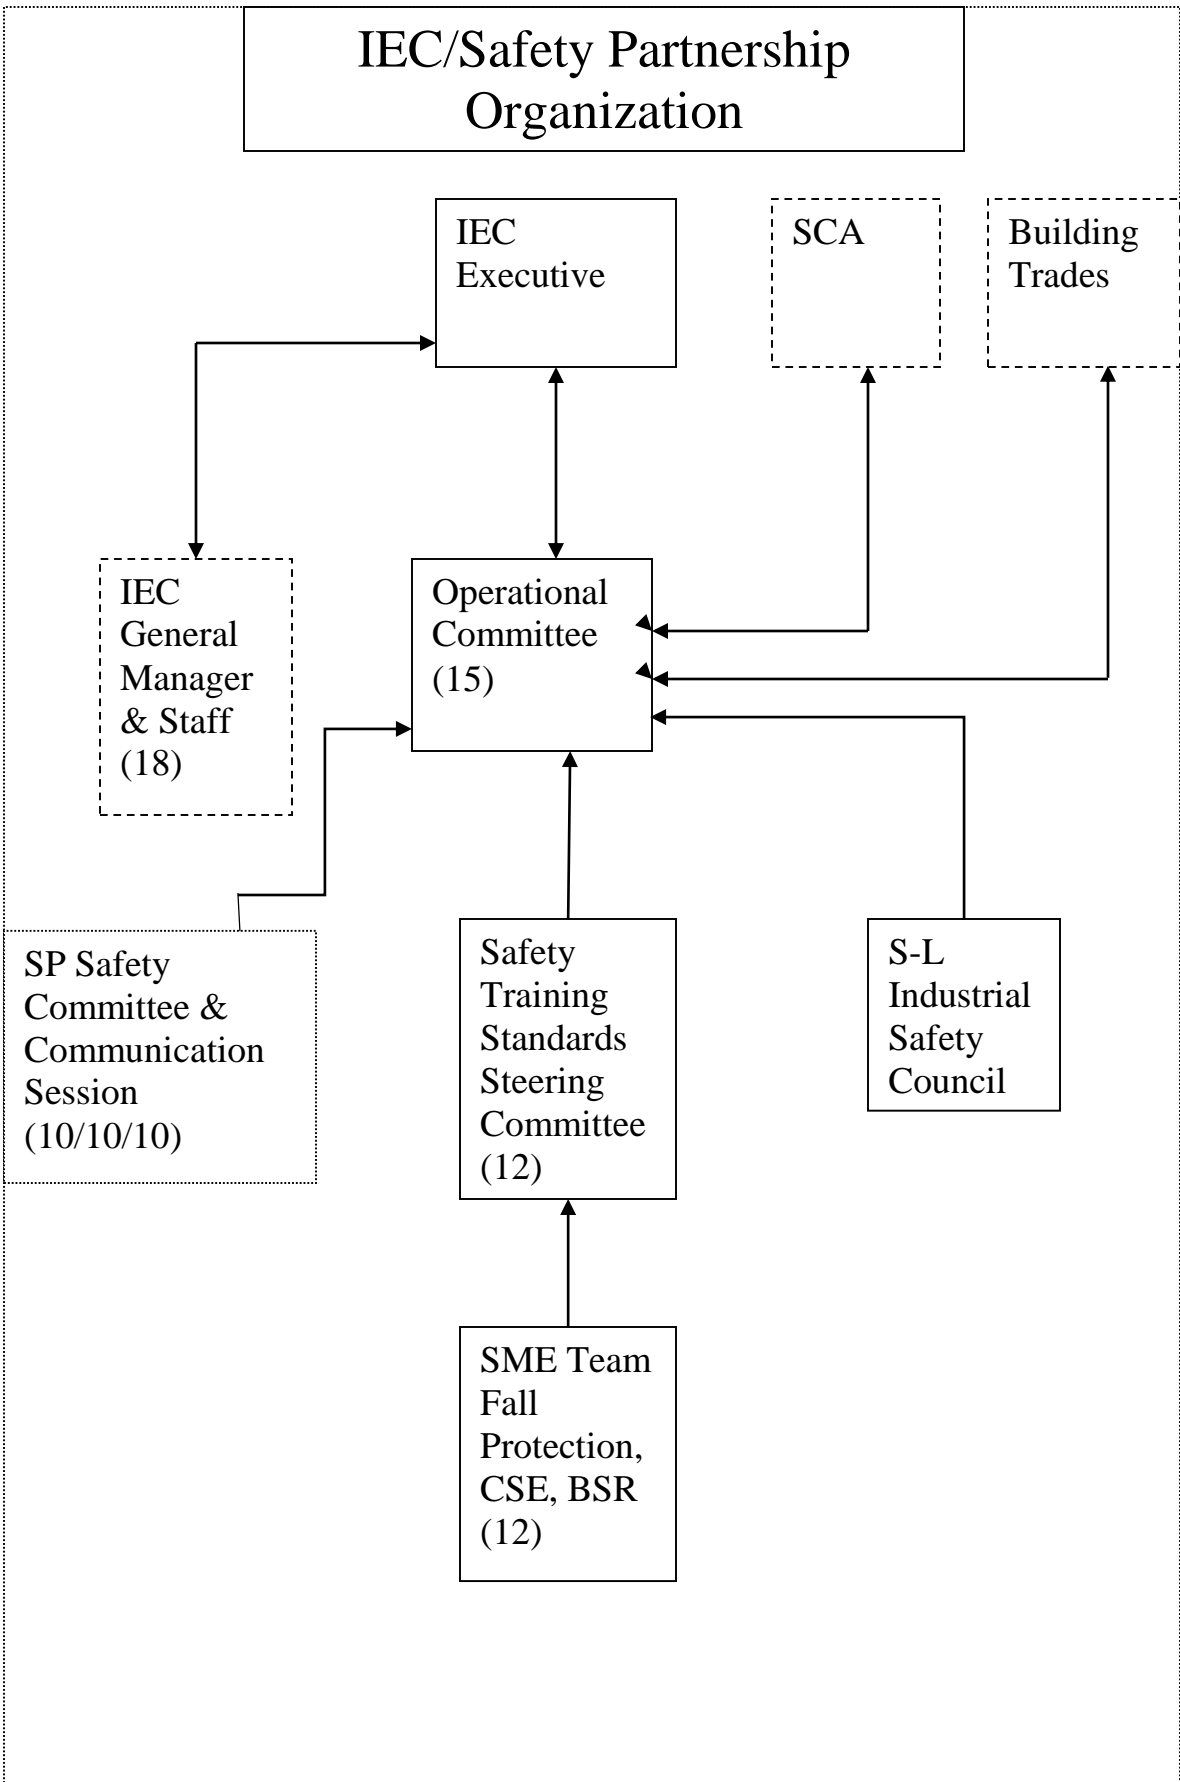 IEC/Safety Partnership
Organization
IEC
Executive
SCA
Building
Trades
IEC
General
Manager
& Staff
(18)
Operational
Committee
(15)
SP Safety
Committee &
Communication
Session
(10/10/10)
Safety
Training
Standards
Steering
Committee
(12)
S-L
Industrial
Safety
Council
SME Team
Fall
Protection,
CSE, BSR
(12)